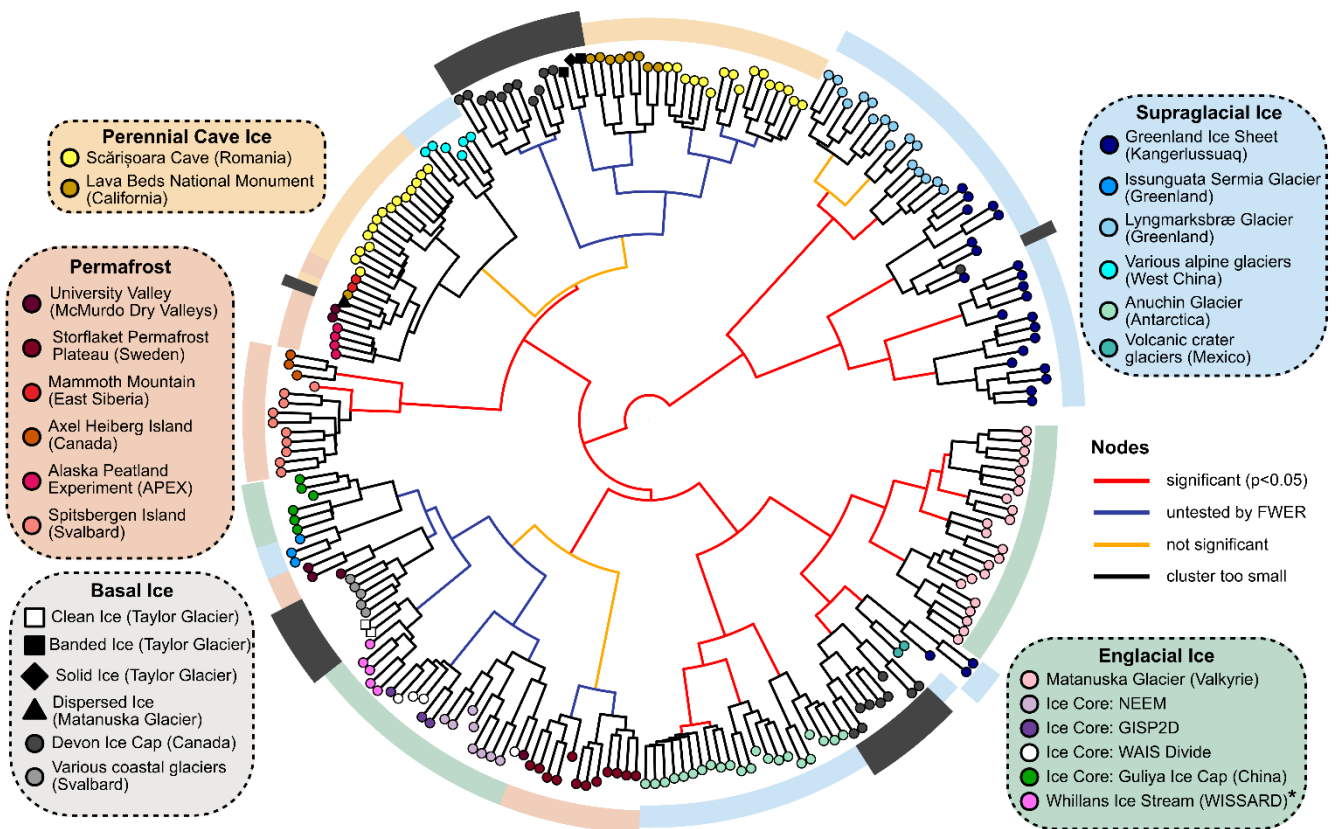 Perennial Cave Ice
Scărișoara Cave (Romania)
Lava Beds National Monument
(California)
Permafrost
University Valley
(McMurdo Dry Valleys)
Storflaket Permafrost
Plateau (Sweden)
Mammoth Mountain
(East Siberia)
Axel Heiberg Island
(Canada)
Alaska Peatland
Experiment (APEX)
Spitsbergen Island
(Svalbard)
Basal Ice
Clean Ice (Taylor Glacier)
Banded Ice (Taylor Glacier)
Solid Ice (Taylor Glacier)
Dispersed Ice
(Matanuska Glacier)
Devon Ice Cap (Canada)
Various coastal glaciers
(Svalbard)
Supraglacial Ice
Greenland Ice Sheet
(Kangerlussuaq)
Issunguata Sermia Glacier
(Greenland)
Lyngmarksbræ Glacier
(Greenland)
Various alpine glaciers
(West China)
Anuchin Glacier
(Antarctica)
Volcanic crater
glaciers (Mexico)
Nodes
significant (p<0.05)
untested by FWER
not significant
cluster too small
Englacial Ice
Matanuska Glacier (Valkyrie)
Ice Core: NEEM
Ice Core: GISP2D
Ice Core: WAIS Divide
Ice Core: Guliya Ice Cap (China)
Whillans Ice Stream (WISSARD)*